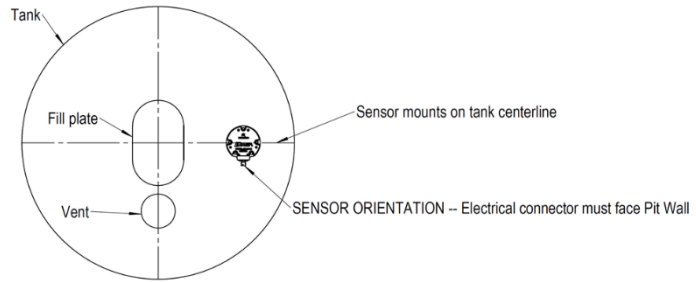 Tank
Fill plate
Sensor mounts on tank centerline
Vent
SENSOR ORIENTATION -- Electrical connector must face Pit Wall